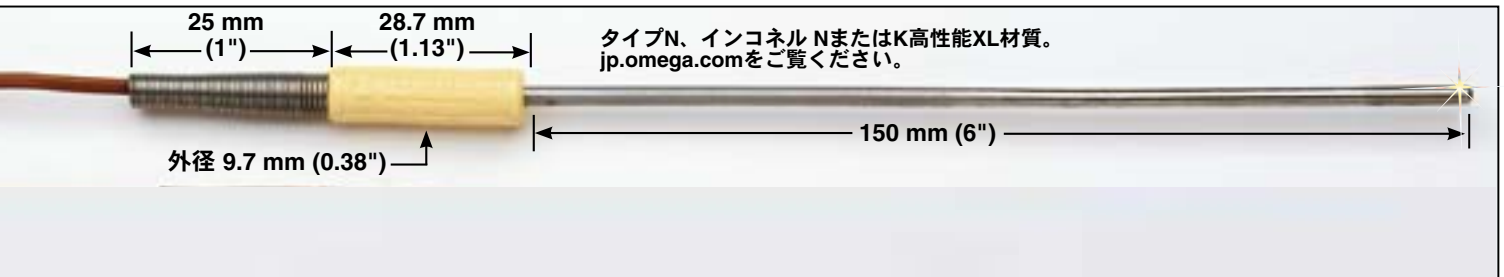 25 mm
(1")
28.7 mm
(1.13")
タイプN、インコネル NまたはK高性能XL材質。
jp.omega.comをご覧ください。
150 mm (6")
外径 9.7 mm (0.38")